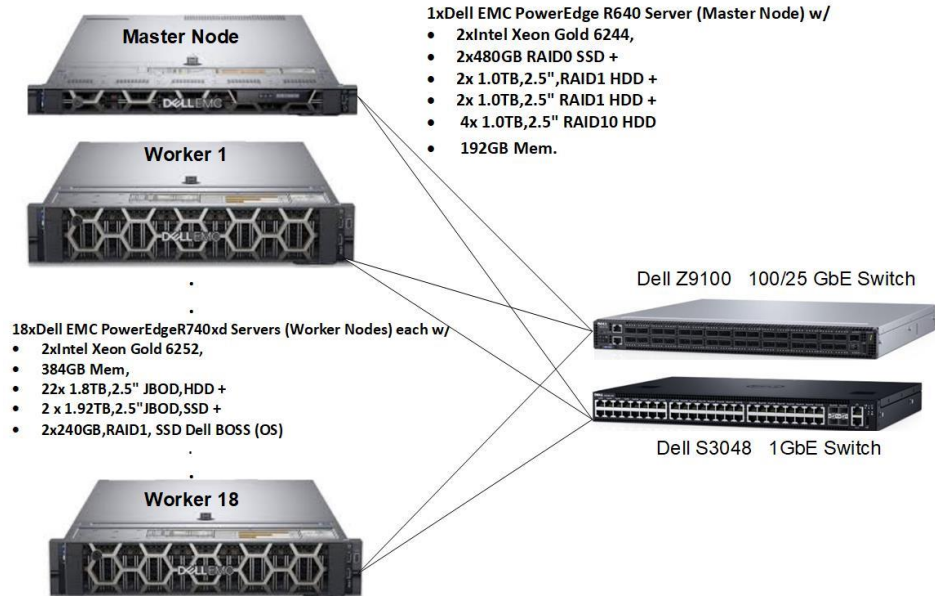 Master Node
DELLEMC
Worker 1
DELLEMC
.
.
18xDell EMC PowerEdgeR740xd Servers (Worker Nodes) each w/
• 2xIntel Xeon Gold 6252,
• 384GB Mem,
• 22x 1.8TB,2.5" JBOD,HDD +
• 2 x 1.92TB,2.5"JBOD,SSD +
• 2x240GB,RAID1, SSD Dell BOSS (OS)
.
.
Worker 18
DELLEMC
1xDell EMC PowerEdge R640 Server (Master Node) w/
• 2xIntel Xeon Gold 6244,
• 2x480GB RAID0 SSD +
• 2x 1.0TB,2.5",RAID1 HDD +
• 2x 1.0TB,2.5" RAID1 HDD +
• 4x 1.0TB,2.5" RAID10 HDD
• 192GB Mem.
Dell Z9100 100/25 GbE Switch
Dell S3048 1GbE Switch